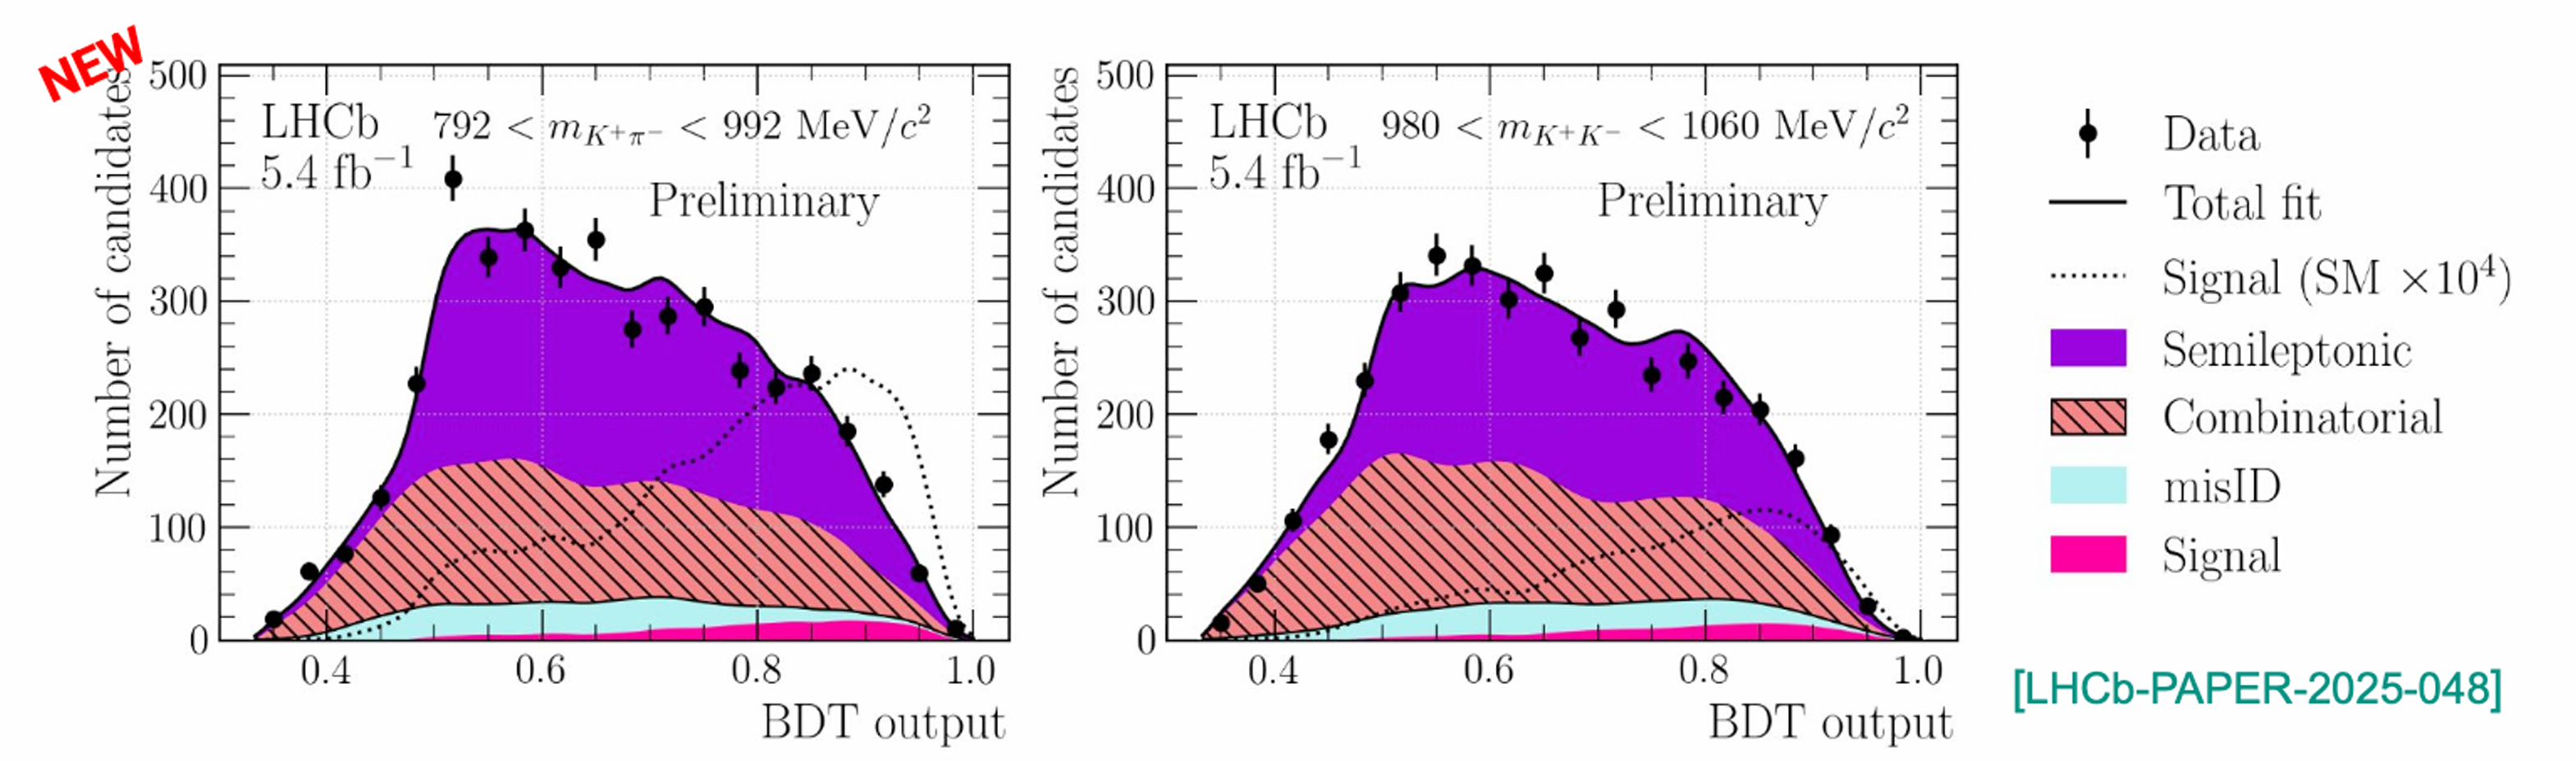 NEW
Number of candidates
500
400
300
200
100
0
LHCb
5.4 fb⁻¹
792 < m_{K⁺π⁻} < 992 MeV/c²
Preliminary
0.4 0.6 0.8 1.0
BDT output
Number of candidates
500
400
300
200
100
0
LHCb
5.4 fb⁻¹
980 < m_{K⁺K⁻} < 1060 MeV/c²
Preliminary
0.4 0.6 0.8 1.0
BDT output
Data
Total fit
Signal (SM ×10⁴)
Semileptonic
Combinatorial
misID
Signal
[LHCb-PAPER-2025-048]